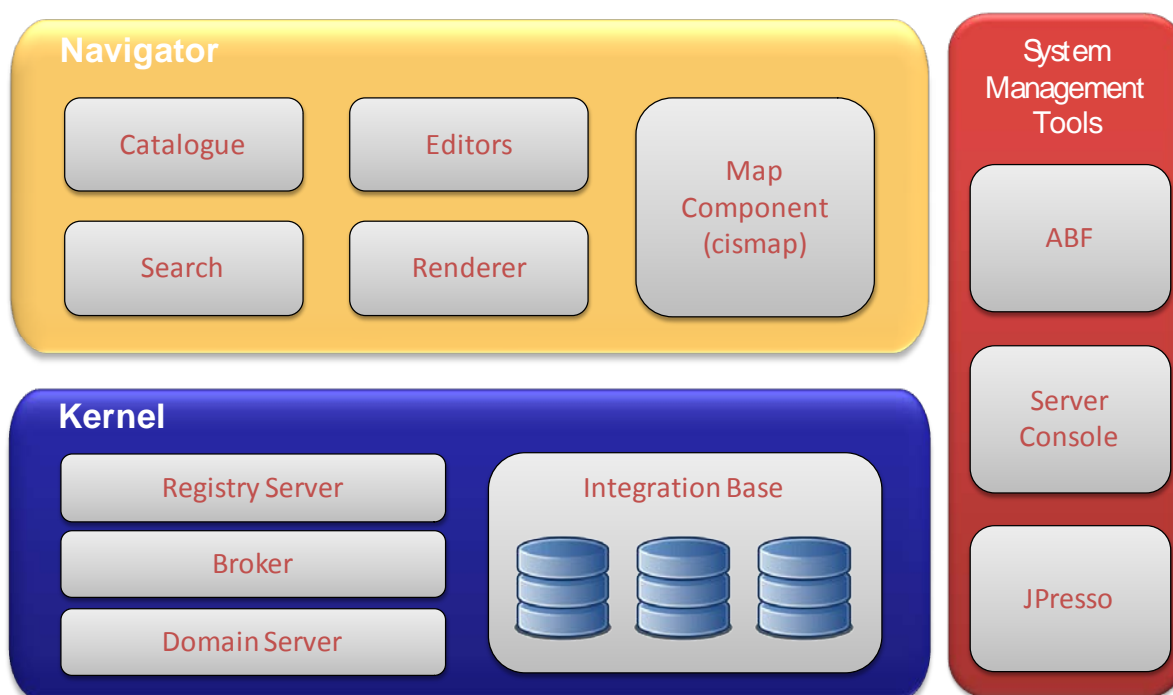 Navigator
Catalogue
Editors
Search
Renderer
Map
Component
(cismap)
Kernel
Registry Server
Broker
Domain Server
Integration Base
System
Management
Tools
ABF
Server
Console
JPresso